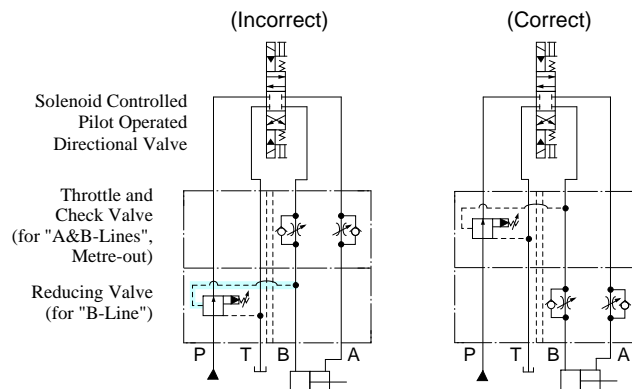 (Incorrect)
(Correct)
Solenoid Controlled
Pilot Operated
Directional Valve
Throttle and
Check Valve
(for "A&B-Lines",
Metre-out)
Reducing Valve
(for "B-Line")
P T B A
P T B A